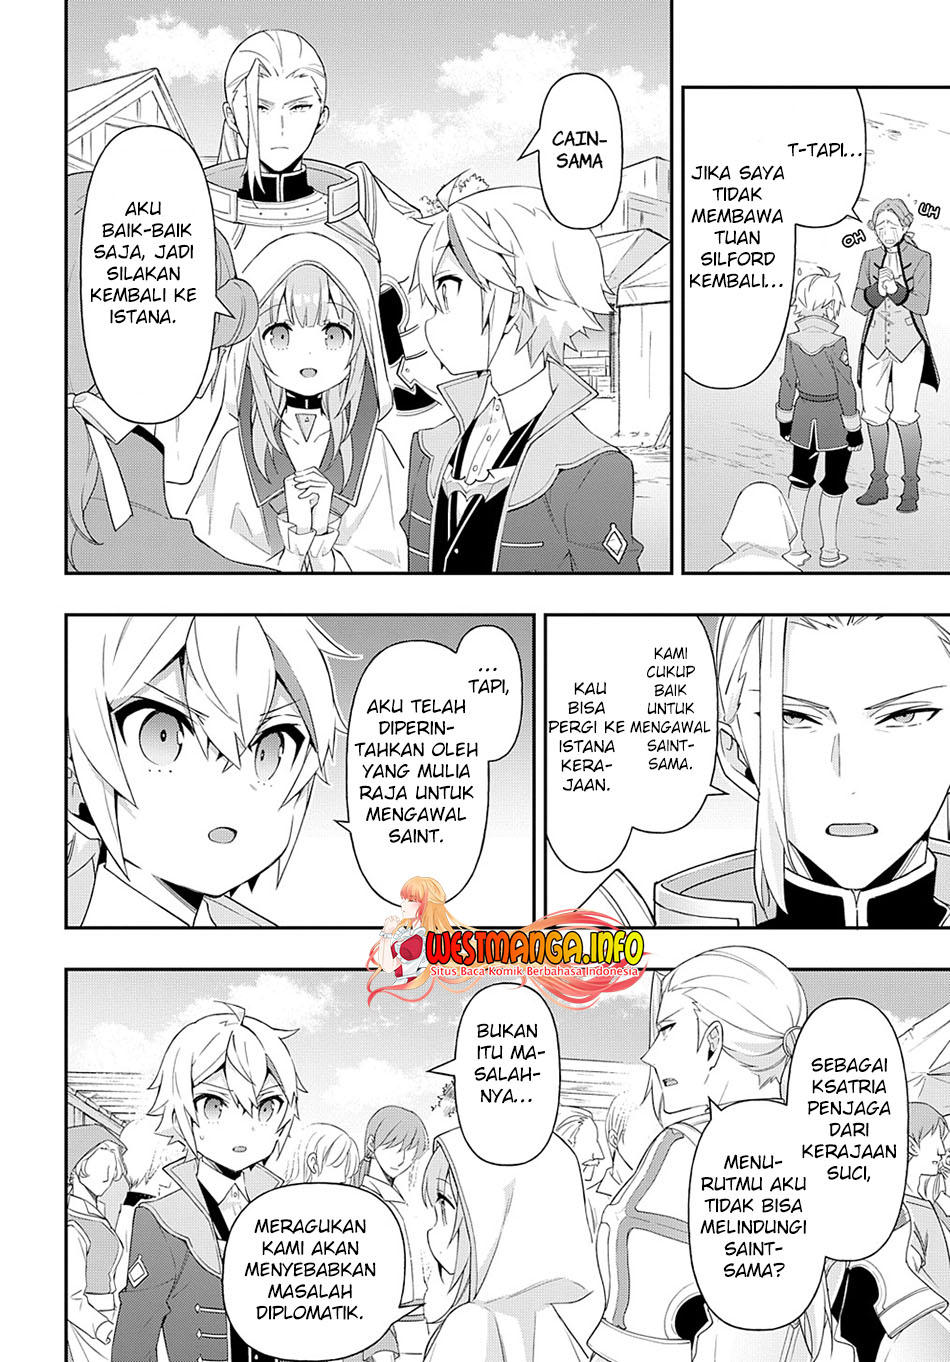 T-TAPI...
JIKA SAYA
TIDAK
MEMBAWA
TUAN
SILFORD
KEMBALI...
UH
OH
CAIN-
SAMA
AKU
BAIK-BAIK
SAJA, JADI
SILAKAN
KEMBALI KE
ISTANA.
KAMI
CUKUP
BAIK
UNTUK
MENGAWAL
SAINT-
SAMA.
KAU
BISA
PERGI KE
ISTANA
KERA-
JAAN.
...
TAPI,
AKU TELAH
DIPERIN-
TAHKAN OLEH
YANG MULIA
RAJA UNTUK
MENGAWAL
SAINT.
WESTMANGA.INFO
Situs Baca Komik Berbahasa Indonesia
SEBAGAI
KSATRIA
PENJAGA
DARI
KERAJAAN
SUCI,
MENU-
RUTMU AKU
TIDAK BISA
MELINDUNGI
SAINT-
SAMA?
BUKAN
ITU MA-
SALAH-
NYA...
MERAGUKAN
KAMI AKAN
MENYEBABKAN
MASALAH
DIPLOMATIK.